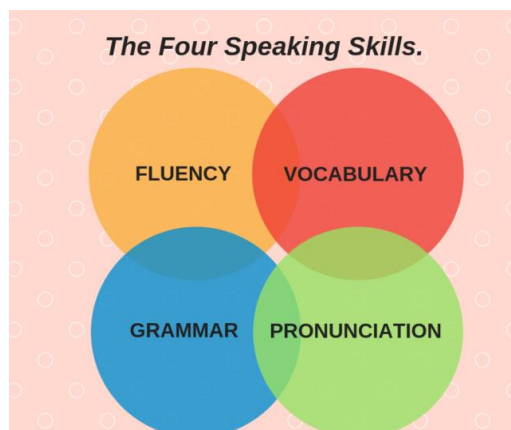 The Four Speaking Skills.
FLUENCY VOCABULARY
GRAMMAR PRONUNCIATION